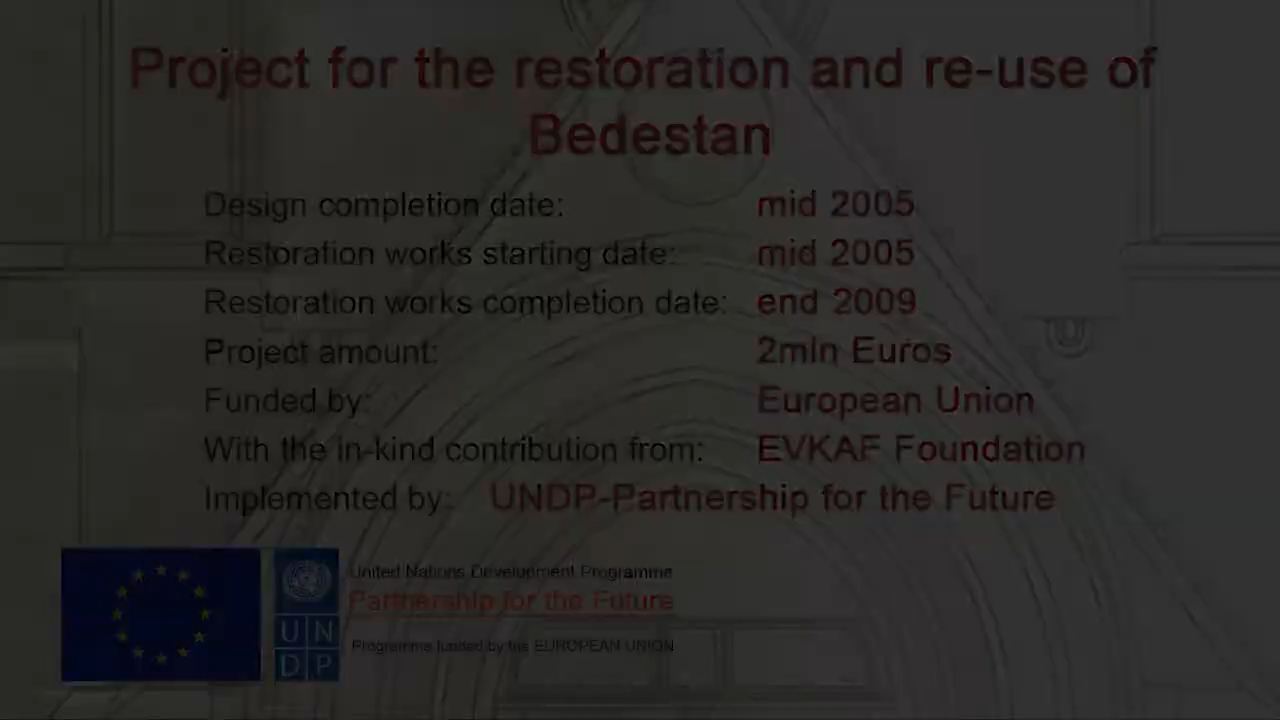 Project for the restoration and re-use of
Bedestan
Design completion date: mid 2005
Restoration works starting date: mid 2005
Restoration works completion date: end 2009
Project amount: 2mln Euros
Funded by: European Union
With the in-kind contribution from: EVKAF Foundation
Implemented by: UNDP-Partnership for the Future
United Nations Development Programme
Partnership for the Future
UN
DP
Programme funded by the EUROPEAN UNION